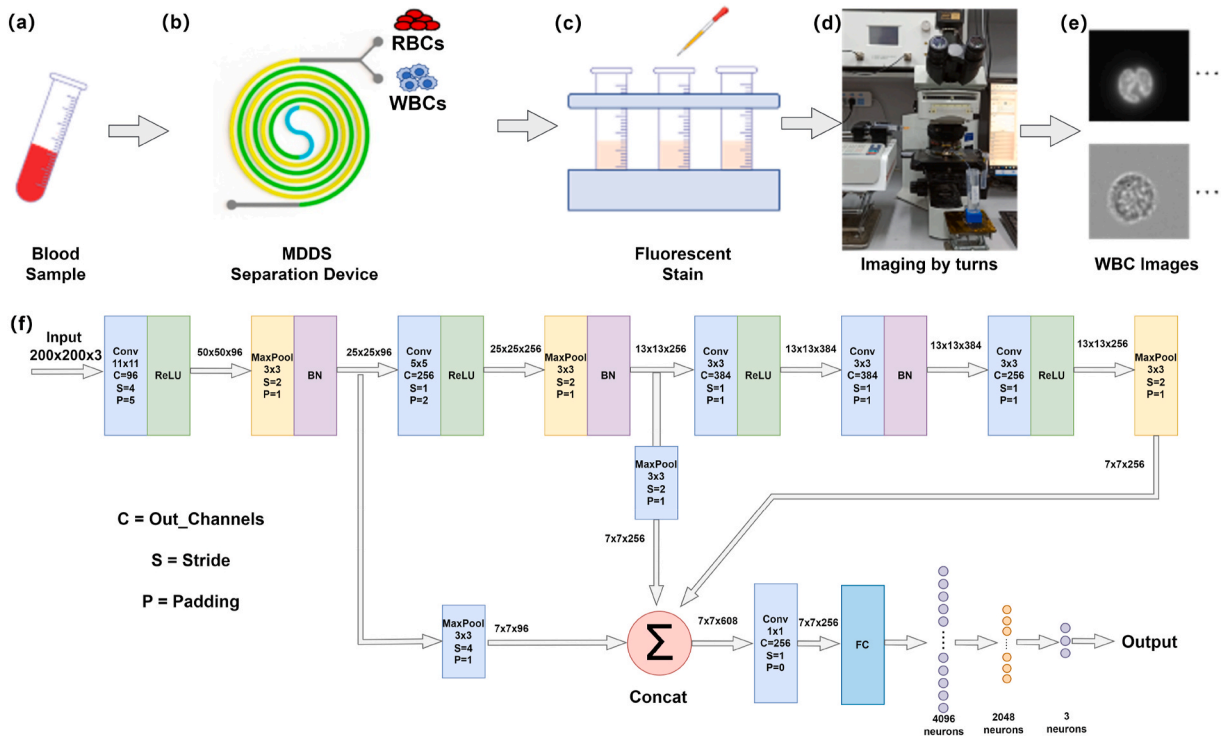 (a)
(b)
(c)
(d)
(e)
RBCs
WBCs
Blood
Sample
MDDS
Separation Device
Fluorescent
Stain
Imaging by turns
WBC Images
(f)
Input
200x200x3
Conv
11x11
C=96
S=4
P=5
ReLU
50x50x96
MaxPool
3x3
S=2
P=1
BN
25x25x96
Conv
5x5
C=256
S=1
P=2
ReLU
25x25x256
MaxPool
3x3
S=2
P=1
BN
13x13x256
Conv
3x3
C=384
S=1
P=1
ReLU
13x13x384
Conv
3x3
C=384
S=1
P=1
BN
13x13x384
Conv
3x3
C=256
S=1
P=1
ReLU
13x13x256
MaxPool
3x3
S=2
P=1
7x7x256
MaxPool
3x3
S=2
P=1
7x7x256
C = Out_Channels
S = Stride
P = Padding
MaxPool
3x3
S=4
P=1
7x7x96
Σ
Concat
7x7x608
Conv
1x1
C=256
S=1
P=0
7x7x256
FC
4096
neurons
2048
neurons
3
neurons
Output